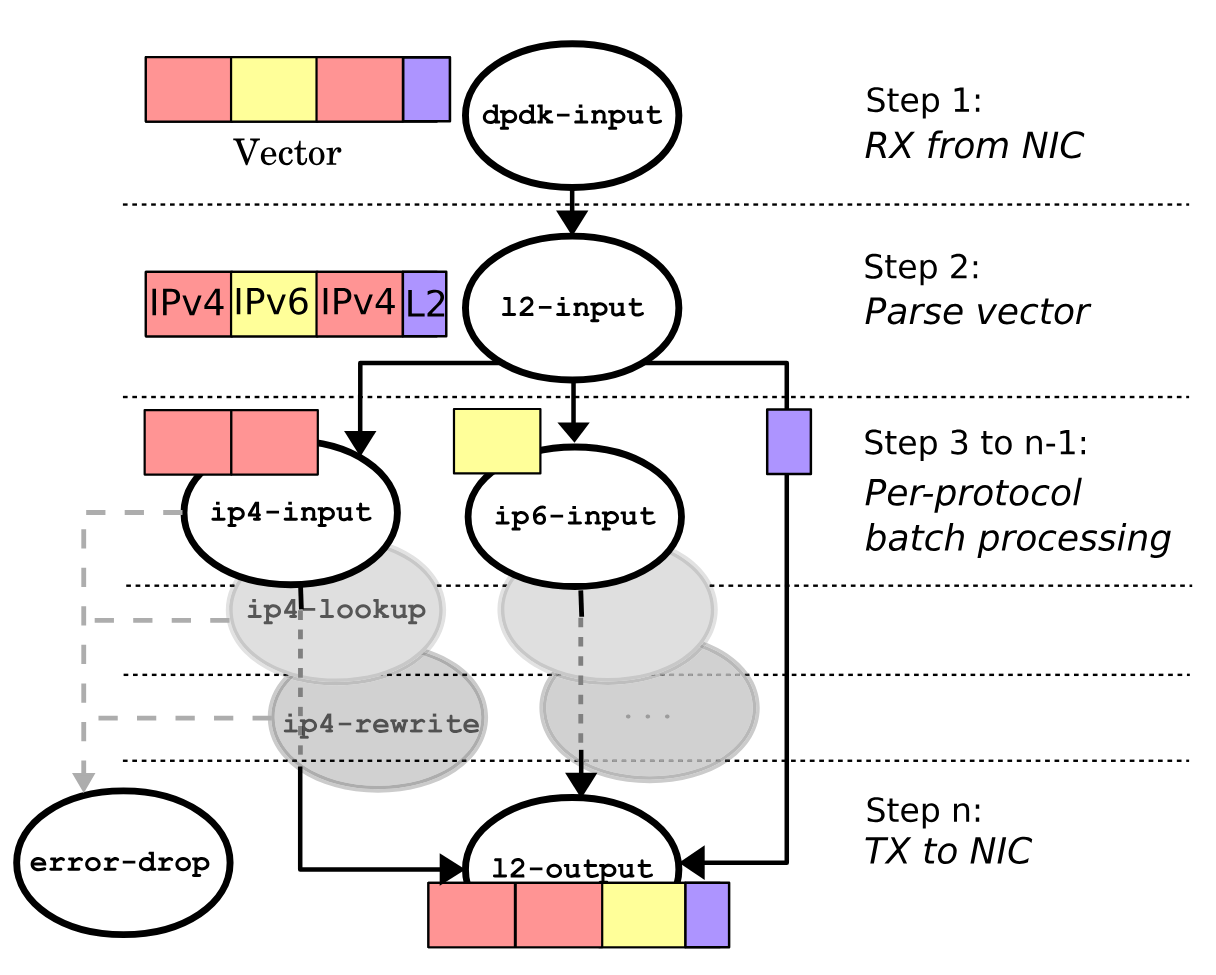 dpdk-input
Step 1:
RX from NIC
Vector
l2-input
Step 2:
Parse vector
IPv4 IPv6 IPv4 L2
Step 3 to n-1:
Per-protocol
batch processing
ip4-input
ip6-input
ip4-lookup
ip4-rewrite
...
Step n:
TX to NIC
error-drop
l2-output